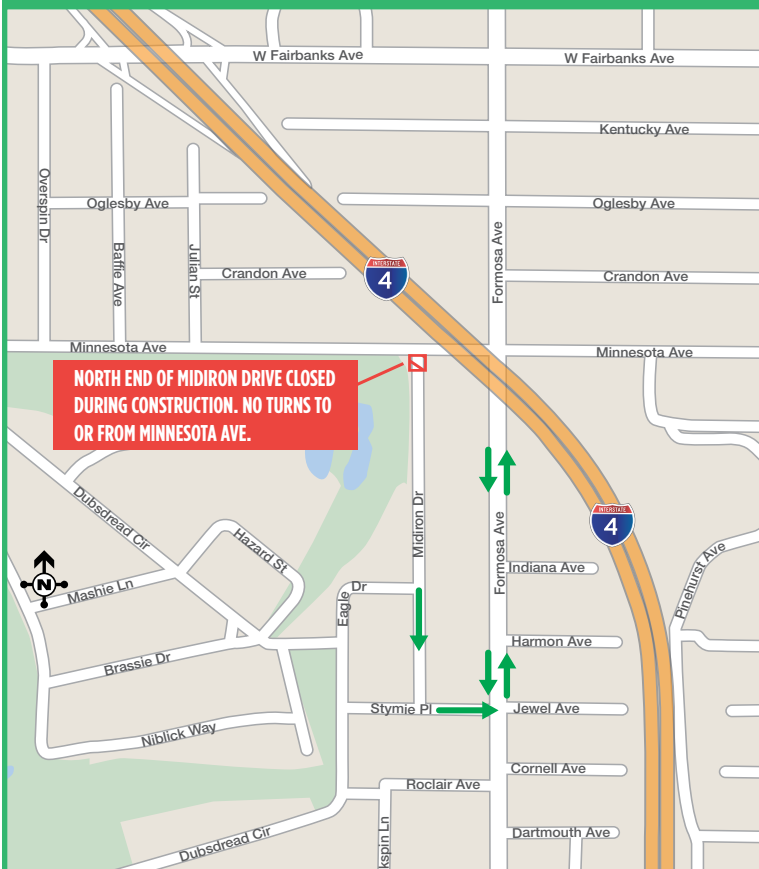 W Fairbanks Ave
W Fairbanks Ave
Kentucky Ave
Overspin Dr
Oglesby Ave
Oglesby Ave
Baffie Ave
Julian St
Crandon Ave
INTERSTATE
4
Formosa Ave
Crandon Ave
Minnesota Ave
Minnesota Ave
NORTH END OF MIDIRON DRIVE CLOSED
DURING CONSTRUCTION. NO TURNS TO
OR FROM MINNESOTA AVE.
Dubsdread Cir
Midiron Dr
Formosa Ave
INTERSTATE
4
Hazard St
Indiana Ave
Pinehurst Ave
N
Mashie Ln
Eagle Dr
Harmon Ave
Brassie Dr
Stymie Pl
Jewel Ave
Niblick Way
Cornell Ave
Roclair Ave
Dubsdread Cir
kspin Ln
Dartmouth Ave